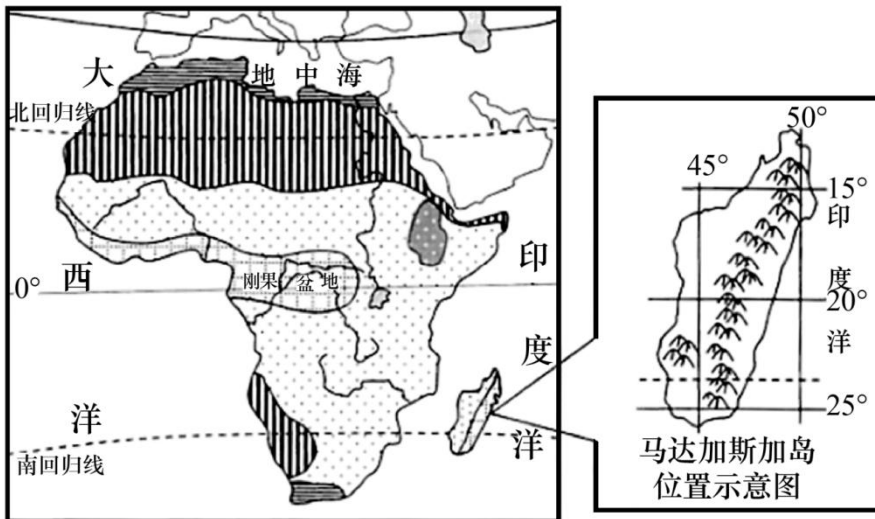 大
西
洋
地中海
北回归线
0°
刚果 盆地
印
度
洋
南回归线
45°
50°
15°
印
度
洋
20°
25°
马达加斯加岛
位置示意图